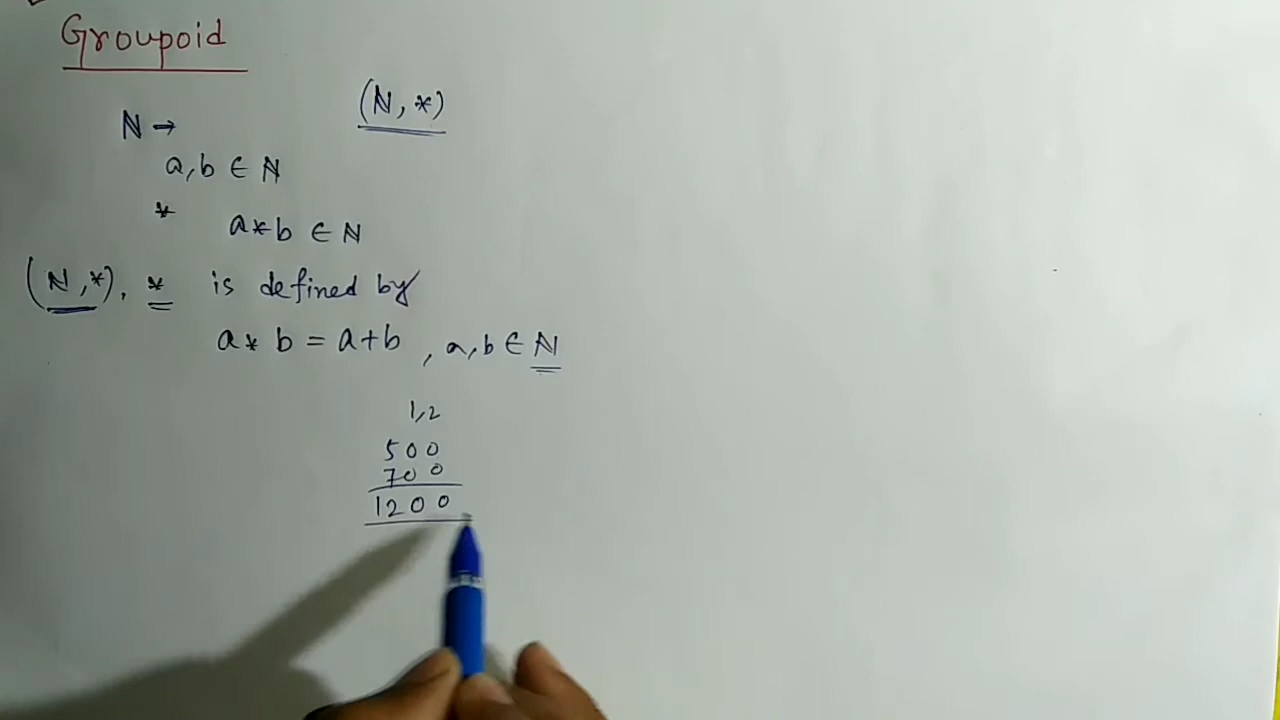 Groupoid
N → (N, *)
a, b ∈ N
* a * b ∈ N
(N, *), * is defined by
a * b = a + b , a, b ∈ N
1, 2
500
700
1200